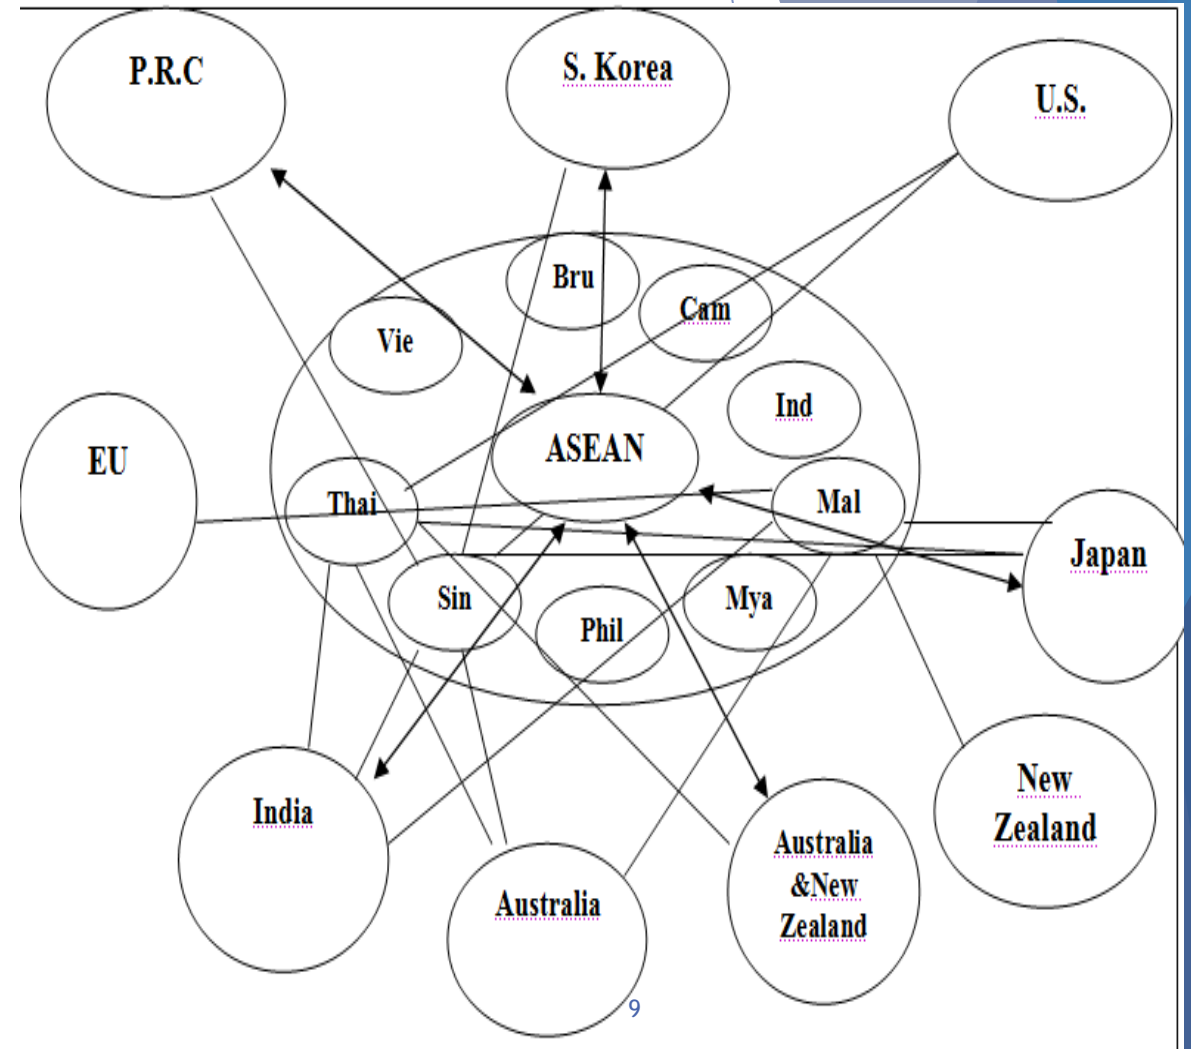 P.R.C
S. Korea
U.S.
Bru
Cam
Vie
Ind
ASEAN
EU
Thai
Mal
Japan
Sin
Phil
Mya
India
New
Zealand
Australia
Australia
&New
Zealand
9